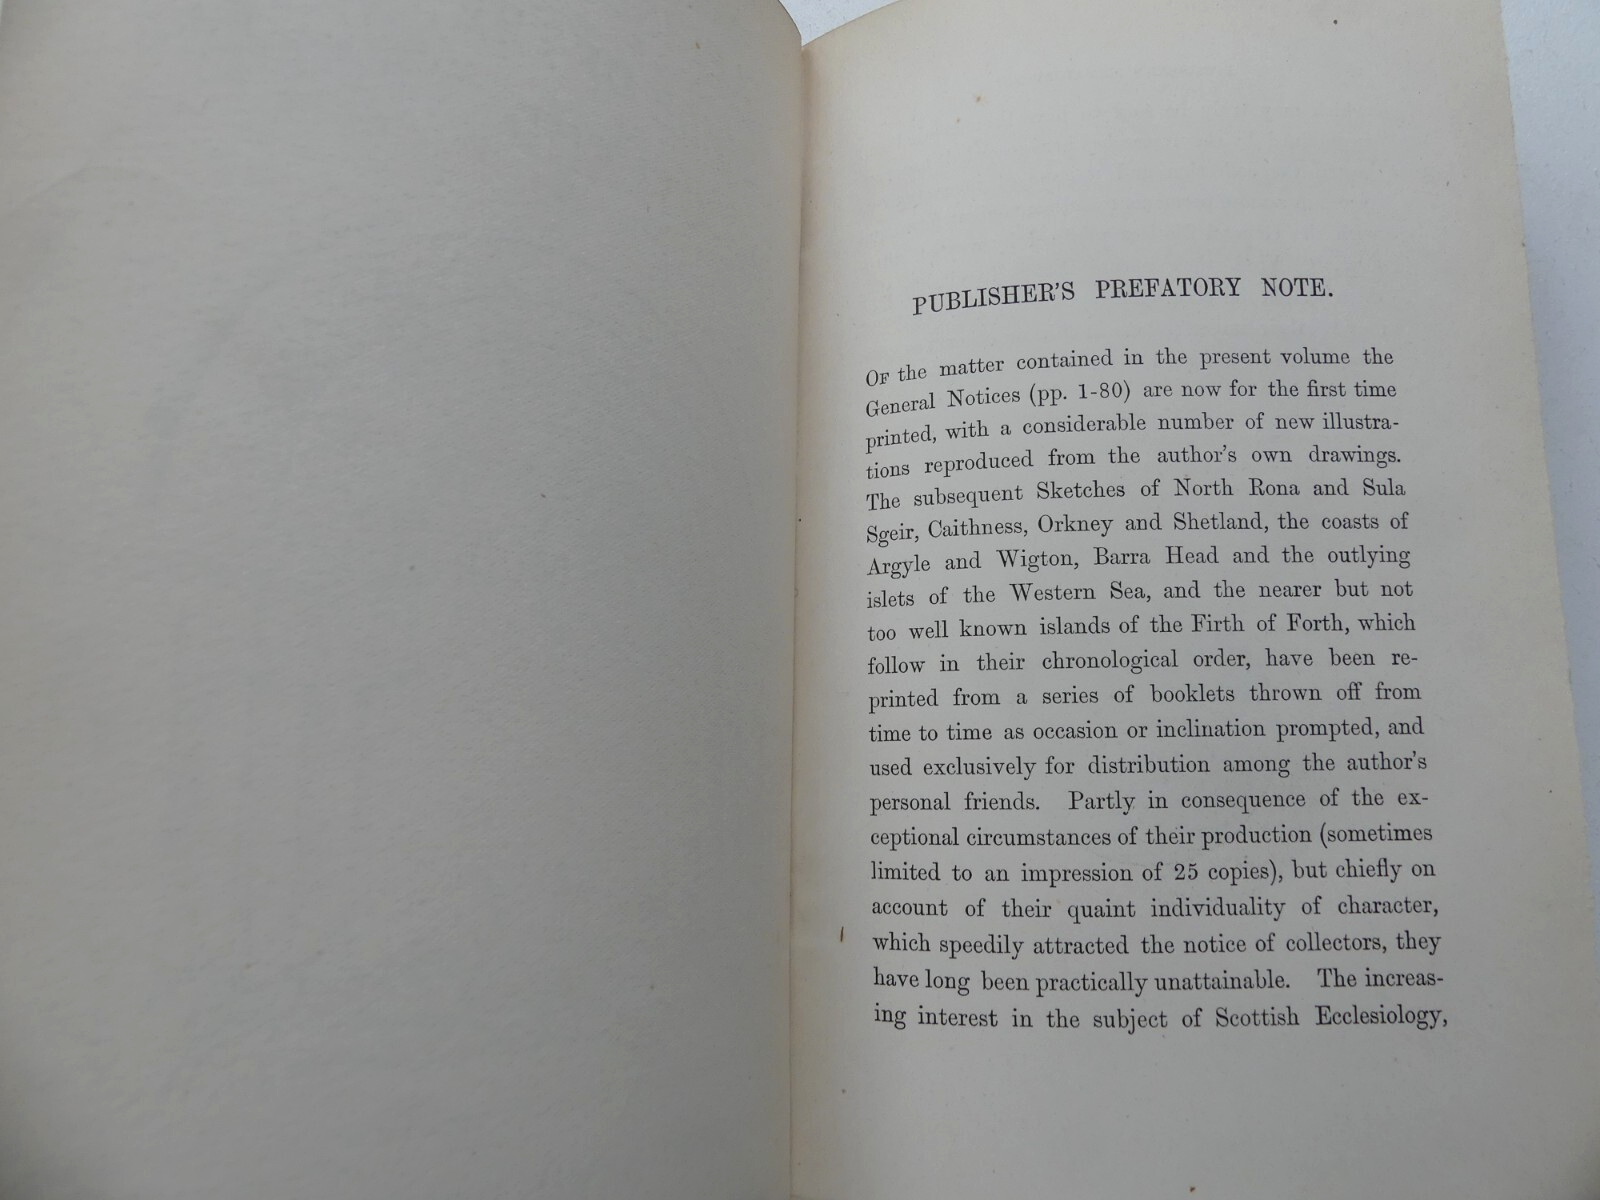 PUBLISHER'S PREFATORY NOTE.
OF the matter contained in the present volume the
General Notices (pp. 1-80) are now for the first time
printed, with a considerable number of new illustra-
tions reproduced from the author's own drawings.
The subsequent Sketches of North Rona and Sula
Sgeir, Caithness, Orkney and Shetland, the coasts of
Argyle and Wigton, Barra Head and the outlying
islets of the Western Sea, and the nearer but not
too well known islands of the Firth of Forth, which
follow in their chronological order, have been re-
printed from a series of booklets thrown off from
time to time as occasion or inclination prompted, and
used exclusively for distribution among the author's
personal friends. Partly in consequence of the ex-
ceptional circumstances of their production (sometimes
limited to an impression of 25 copies), but chiefly on
account of their quaint individuality of character,
which speedily attracted the notice of collectors, they
have long been practically unattainable. The increas-
ing interest in the subject of Scottish Ecclesiology,